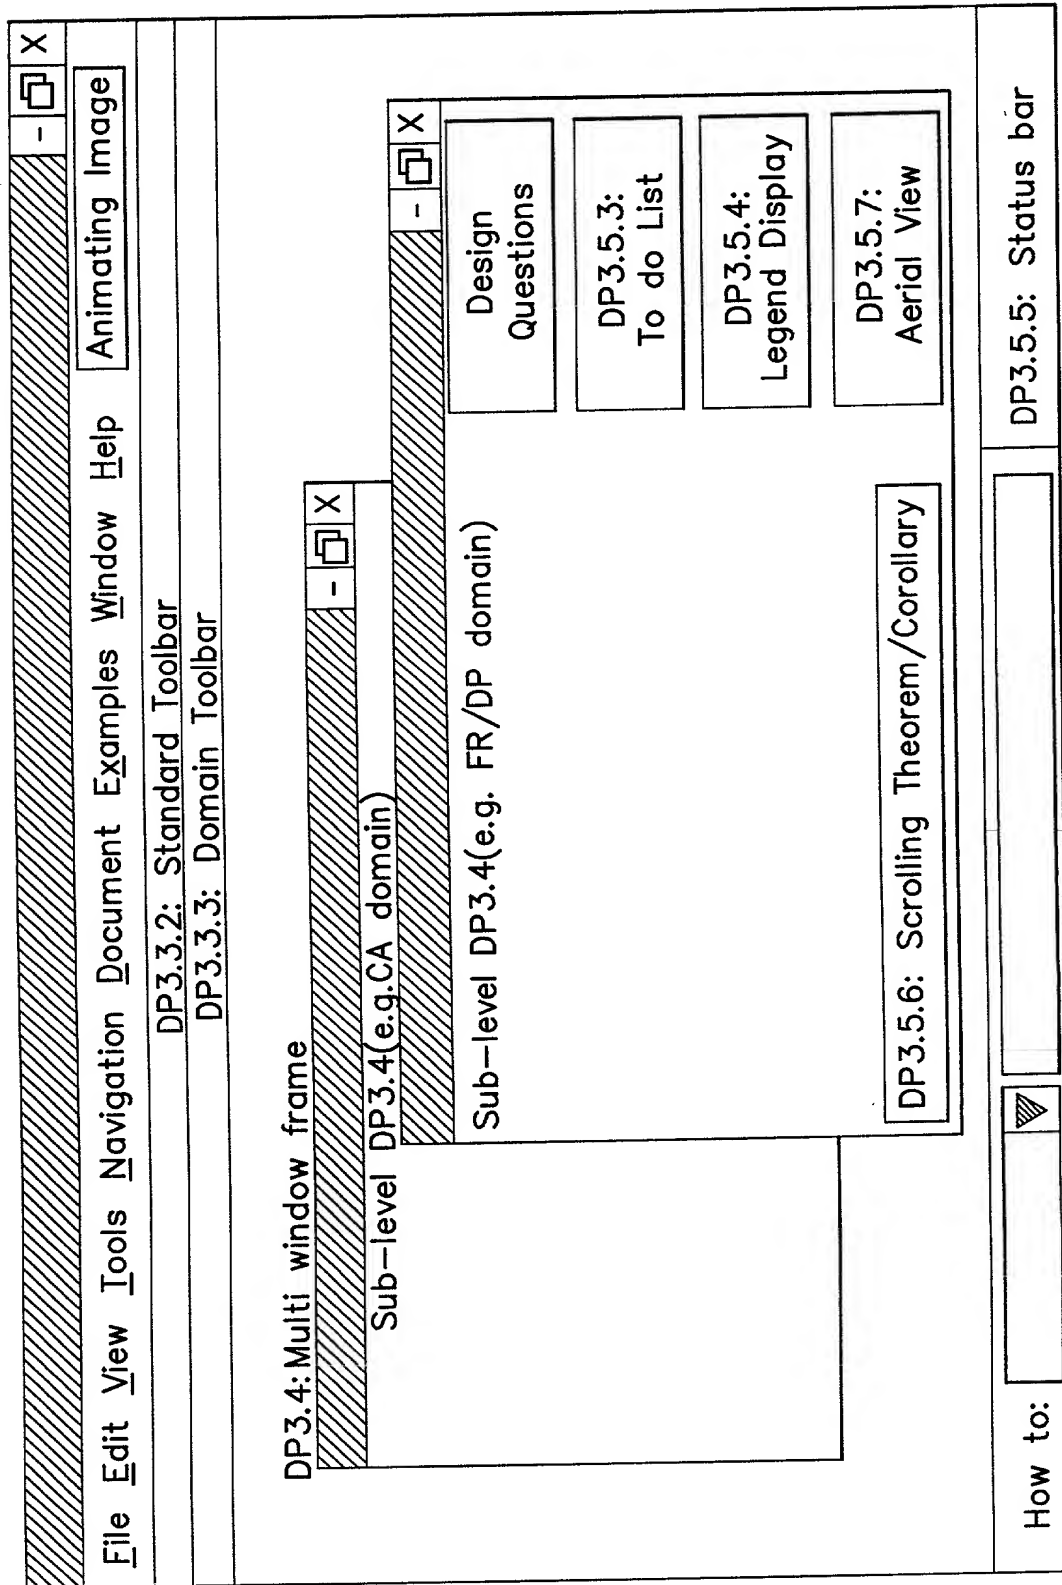 - X
File Edit View Tools Navigation Document Examples Window Help Animating Image
DP3.3.2: Standard Toolbar
DP3.3.3: Domain Toolbar
DP3.4:Multi window frame
- X
Sub-level DP3.4(e.g.CA domain)
- X
Sub-level DP3.4(e.g. FR/DP domain)
Design
Questions
DP3.5.3:
To do List
DP3.5.4:
Legend Display
DP3.5.7:
Aerial View
DP3.5.6: Scrolling Theorem/Corollary
How to:
DP3.5.5: Status bar